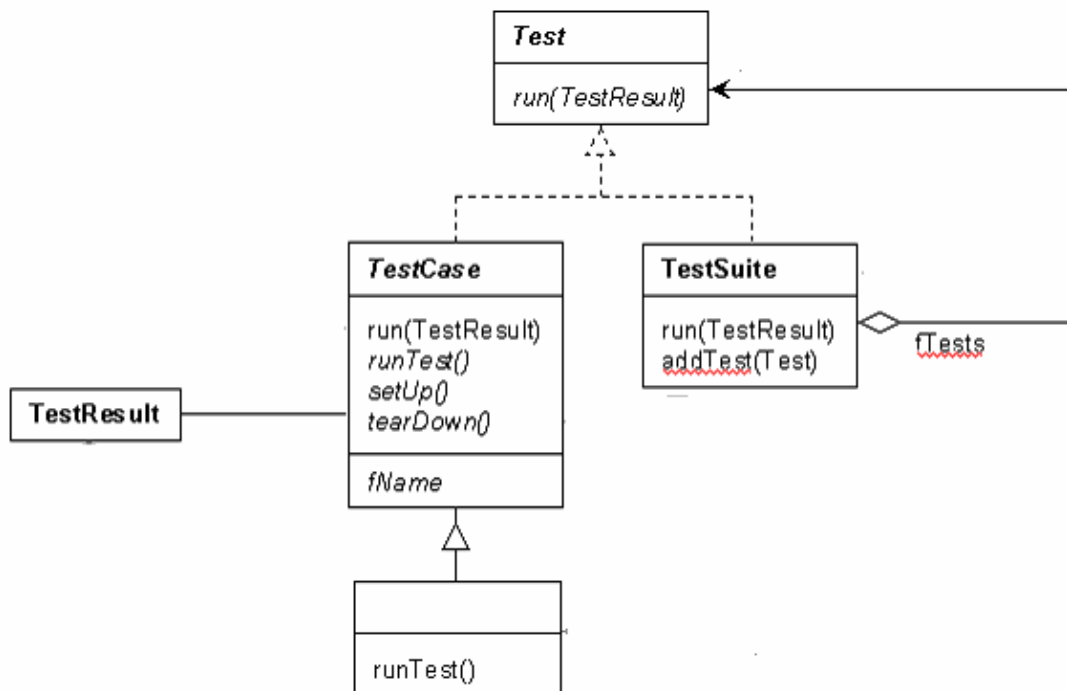 Test
run(TestResult)
TestCase
run(TestResult)
runTest()
setUp()
tearDown()
fName
TestSuite
run(TestResult)
addTest(Test)
fTests
TestResult
runTest()